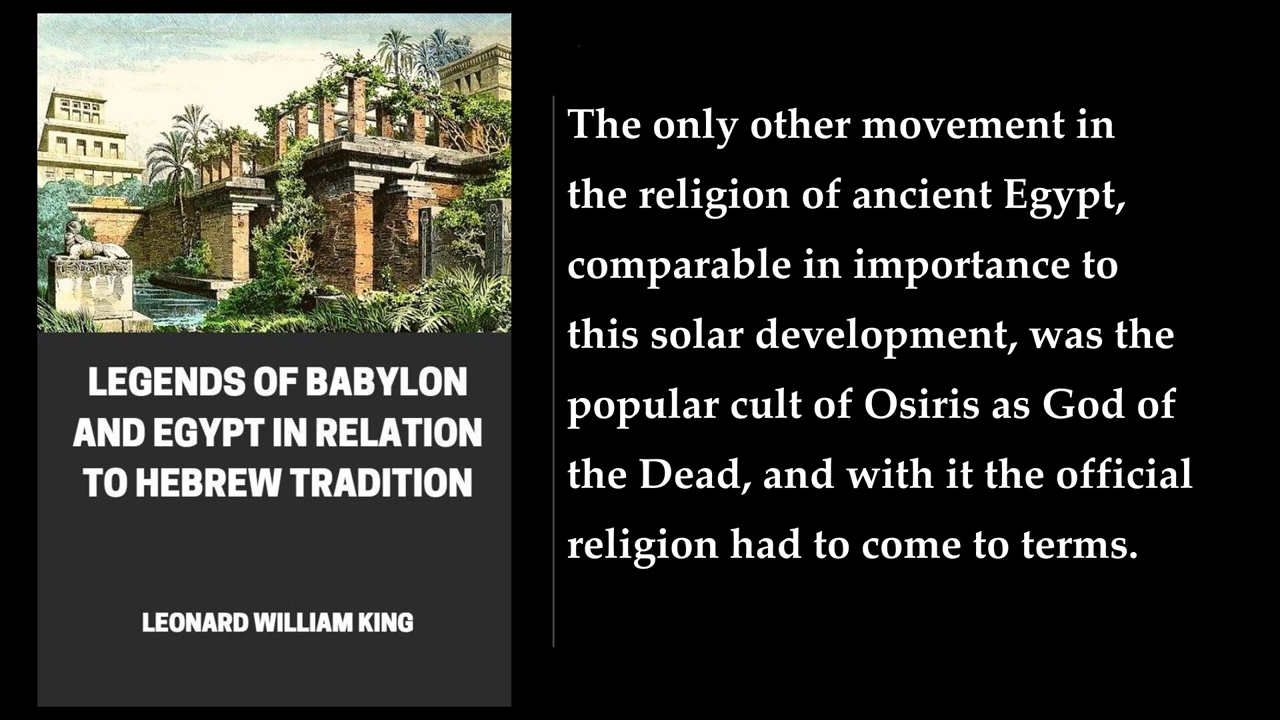 LEGENDS OF BABYLON
AND EGYPT IN RELATION
TO HEBREW TRADITION
LEONARD WILLIAM KING
The only other movement in
the religion of ancient Egypt,
comparable in importance to
this solar development, was the
popular cult of Osiris as God of
the Dead, and with it the official
religion had to come to terms.